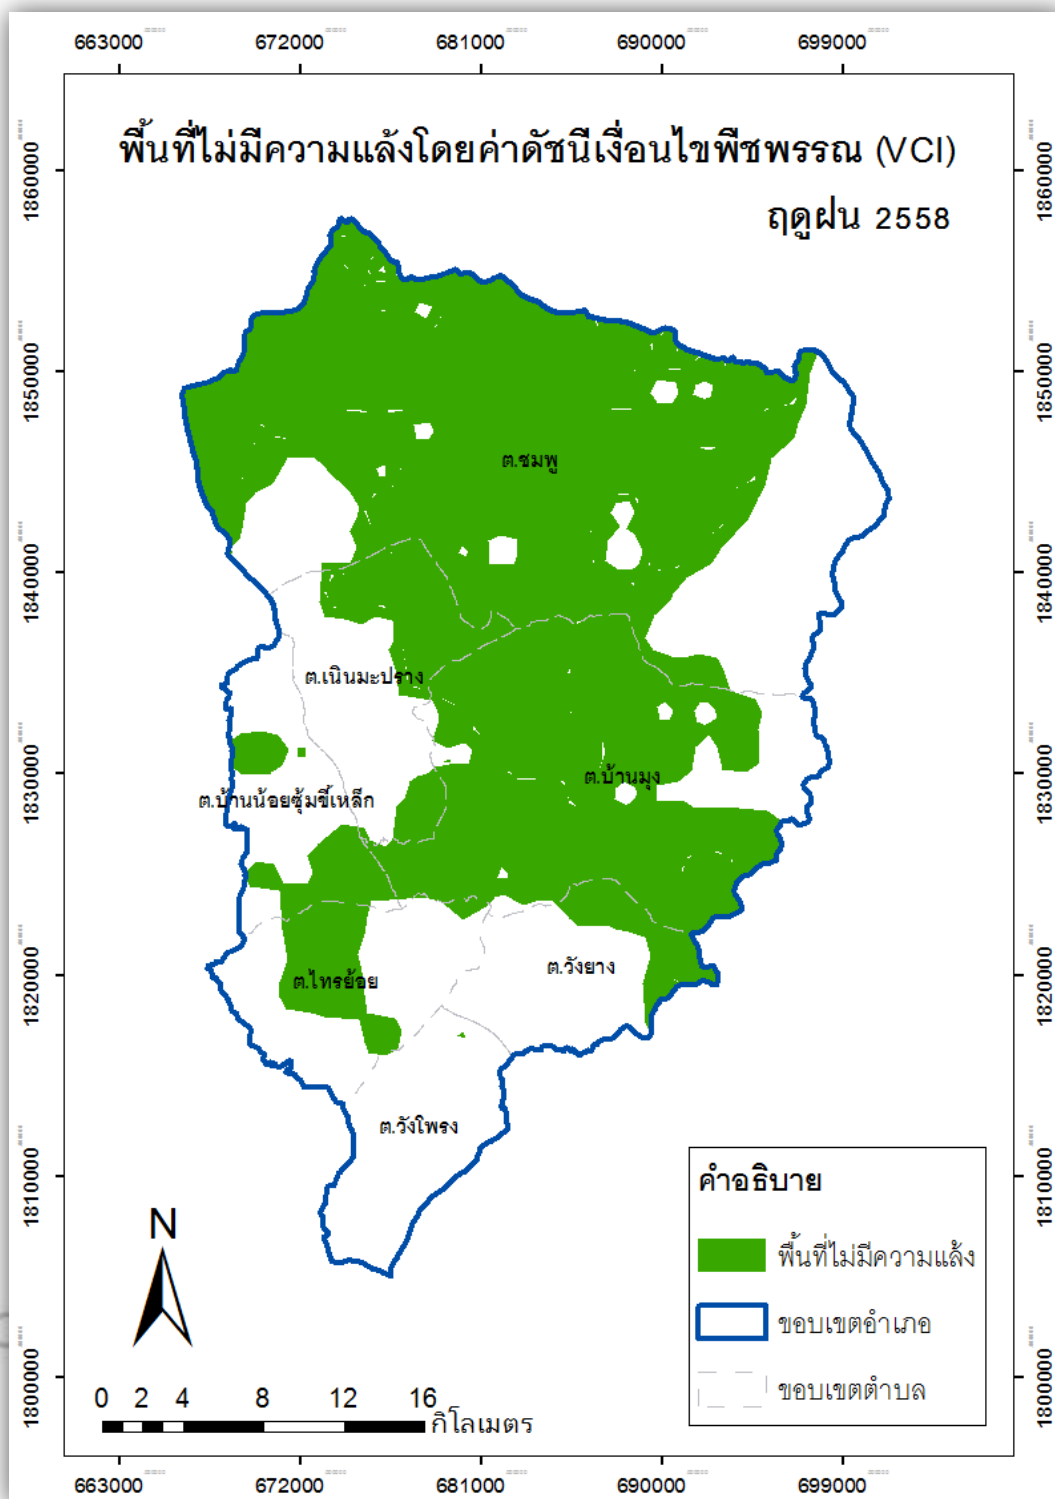 663000 672000 681000 690000 699000
พื้นที่ไม่มีความแล้งโดยค่าดัชนีเงื่อนไขพืชพรรณ (VCI)
ฤดูฝน 2558
1860000 1860000
1850000 1850000
ต.ชมพู
1840000 1840000
ต.เนินมะปราง
ต.บ้านมุง
1830000 1830000
ต.บ้านน้อยซุ้มขี้เหล็ก
ต.วังยาง
ต.ไทรย้อย
1820000 1820000
ต.วังโพรง
1810000 1810000
คำอธิบาย
พื้นที่ไม่มีความแล้ง
ขอบเขตอำเภอ
ขอบเขตตำบล
N
1800000 1800000
0 2 4 8 12 16
กิโลเมตร
663000 672000 681000 690000 699000